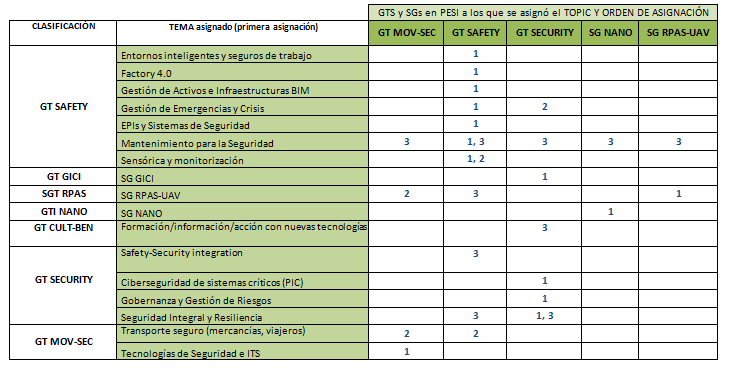 GTS y SGs en PESI a los que se asignó el TOPIC Y ORDEN DE ASIGNACIÓN
CLASIFICACIÓN TEMA asignado (primera asignación) GT MOV-SEC GT SAFETY GT SECURITY SG NANO SG RPAS-UAV
GT SAFETY
Entornos inteligentes y seguros de trabajo 1
Factory 4.0 1
Gestión de Activos e Infraestructuras BIM 1
Gestión de Emergencias y Crisis 1 2
EPIs y Sistemas de Seguridad 1
Mantenimiento para la Seguridad 3 1, 3 3 3 3
Sensórica y monitorización 1, 2
GT GICI SG GICI 1
SGT RPAS SG RPAS-UAV 2 3 1
GTI NANO SG NANO 1
GT CULT-BEN Formación/información/acción con nuevas tecnologías 3
GT SECURITY
Safety-Security integration 3
Ciberseguridad de sistemas críticos (PIC) 1
Gobernanza y Gestión de Riesgos 1
Seguridad Integral y Resiliencia 3 1, 3
GT MOV-SEC
Transporte seguro (mercancías, viajeros) 2 2
Tecnologías de Seguridad e ITS 1